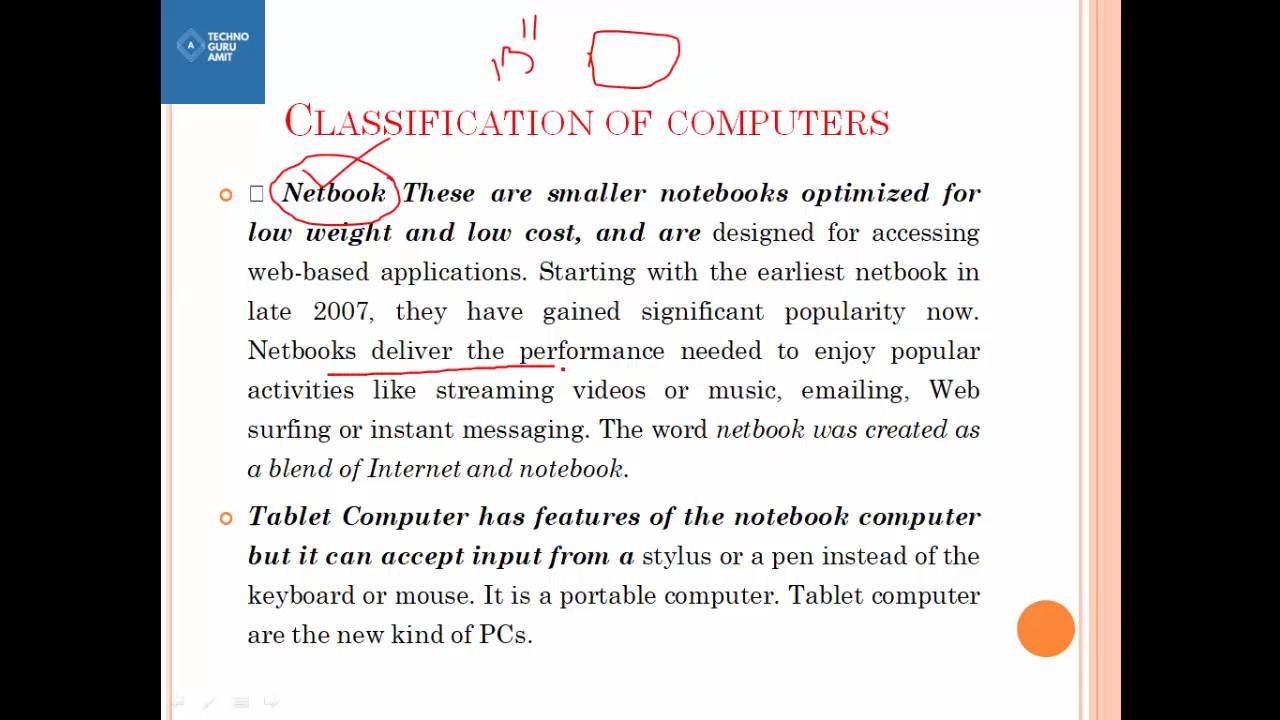 TECHNO
GURU
AMIT
CLASSIFICATION OF COMPUTERS
Netbook These are smaller notebooks optimized for
low weight and low cost, and are designed for accessing
web-based applications. Starting with the earliest netbook in
late 2007, they have gained significant popularity now.
Netbooks deliver the performance needed to enjoy popular
activities like streaming videos or music, emailing, Web
surfing or instant messaging. The word netbook was created as
a blend of Internet and notebook.
Tablet Computer has features of the notebook computer
but it can accept input from a stylus or a pen instead of the
keyboard or mouse. It is a portable computer. Tablet computer
are the new kind of PCs.